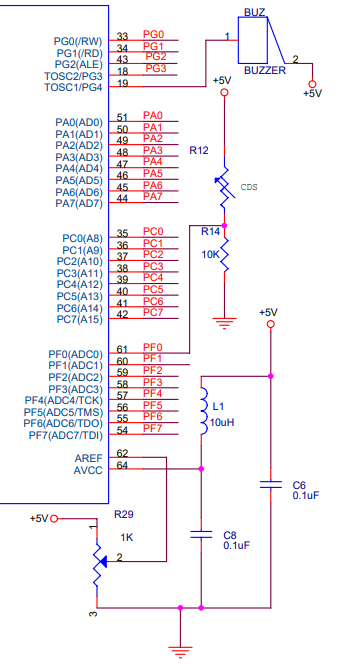 BUZ
1
2
BUZZER
+5V
PG0(/RW) 33 PG0
PG1(/RD) 34 PG1
PG2(ALE) 43 PG2
TOSC2/PG3 18 PG3
TOSC1/PG4 19
+5V
PA0(AD0) 51 PA0
PA1(AD1) 50 PA1
PA2(AD2) 49 PA2
PA3(AD3) 48 PA3
PA4(AD4) 47 PA4
PA5(AD5) 46 PA5
PA6(AD6) 45 PA6
PA7(AD7) 44 PA7
R12
CDS
R14
10K
PC0(A8) 35 PC0
PC1(A9) 36 PC1
PC2(A10) 37 PC2
PC3(A11) 38 PC3
PC4(A12) 39 PC4
PC5(A13) 40 PC5
PC6(A14) 41 PC6
PC7(A15) 42 PC7
+5V
PF0(ADC0) 61 PF0
PF1(ADC1) 60 PF1
PF2(ADC2) 59 PF2
PF3(ADC3) 58 PF3
PF4(ADC4/TCK) 57 PF4
PF5(ADC5/TMS) 56 PF5
PF6(ADC6/TDO) 55 PF6
PF7(ADC7/TDI) 54 PF7
L1
10uH
AREF 62
AVCC 64
C6
0.1uF
+5V
R29
1
1K
2
3
C8
0.1uF